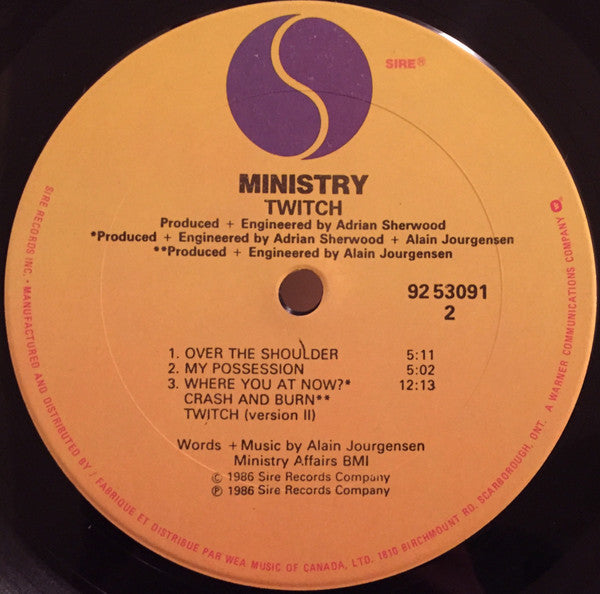 SIRE®
MINISTRY
TWITCH
Produced + Engineered by Adrian Sherwood
*Produced + Engineered by Adrian Sherwood + Alain Jourgensen
**Produced + Engineered by Alain Jourgensen
92 53091
2
1. OVER THE SHOULDER 5:11
2. MY POSSESSION 5:02
3. WHERE YOU AT NOW?* 12:13
CRASH AND BURN**
TWITCH (version II)
Words + Music by Alain Jourgensen
Ministry Affairs BMI
© 1986 Sire Records Company
℗ 1986 Sire Records Company
SIRE RECORDS INC. • MANUFACTURED AND DISTRIBUTED BY / FABRIQUE ET DISTRIBUE PAR WEA MUSIC OF CANADA, LTD. 1810 BIRCHMOUNT RD. SCARBOROUGH, ONT. A WARNER COMMUNICATIONS COMPANY